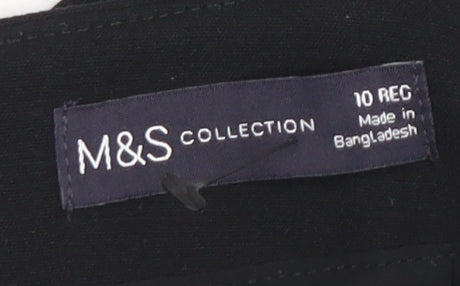 M&S COLLECTION
10 REG
Made in
Bangladesh